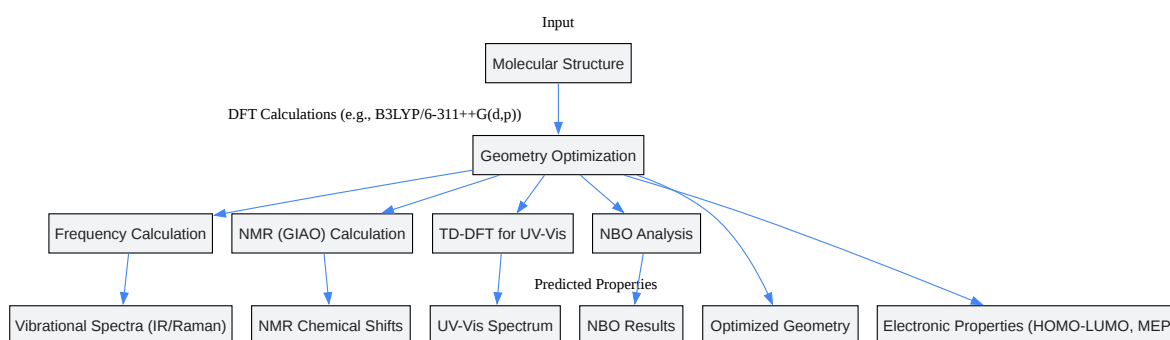 Input
Molecular Structure
DFT Calculations (e.g., B3LYP/6-311++G(d,p))
Geometry Optimization
Frequency Calculation
NMR (GIAO) Calculation
TD-DFT for UV-Vis
NBO Analysis
Predicted Properties
Vibrational Spectra (IR/Raman)
NMR Chemical Shifts
UV-Vis Spectrum
NBO Results
Optimized Geometry
Electronic Properties (HOMO-LUMO, MEP